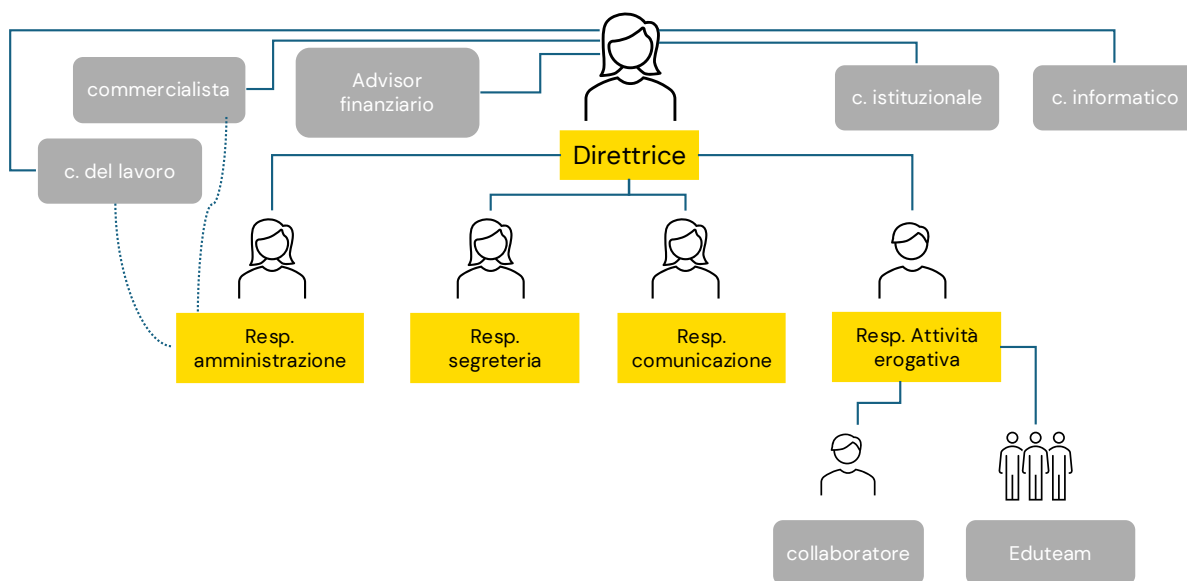 commercialista
Advisor
finanziario
c. istituzionale
c. informatico
Direttrice
c. del lavoro
Resp.
amministrazione
Resp.
segreteria
Resp.
comunicazione
Resp. Attività
erogativa
collaboratore
Eduteam